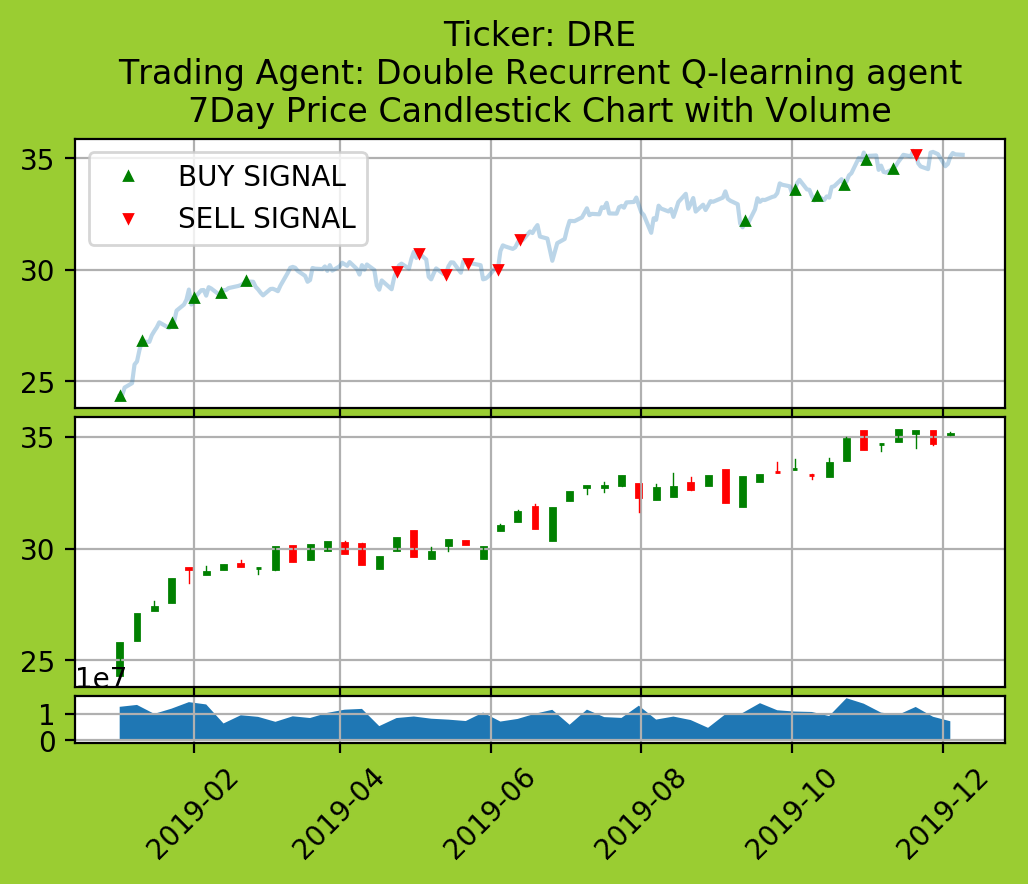 Ticker: DRE
Trading Agent: Double Recurrent Q-learning agent
7Day Price Candlestick Chart with Volume
35
30
25
BUY SIGNAL
SELL SIGNAL
35
30
25
1e7
1
0
2019-02
2019-04
2019-06
2019-08
2019-10
2019-12